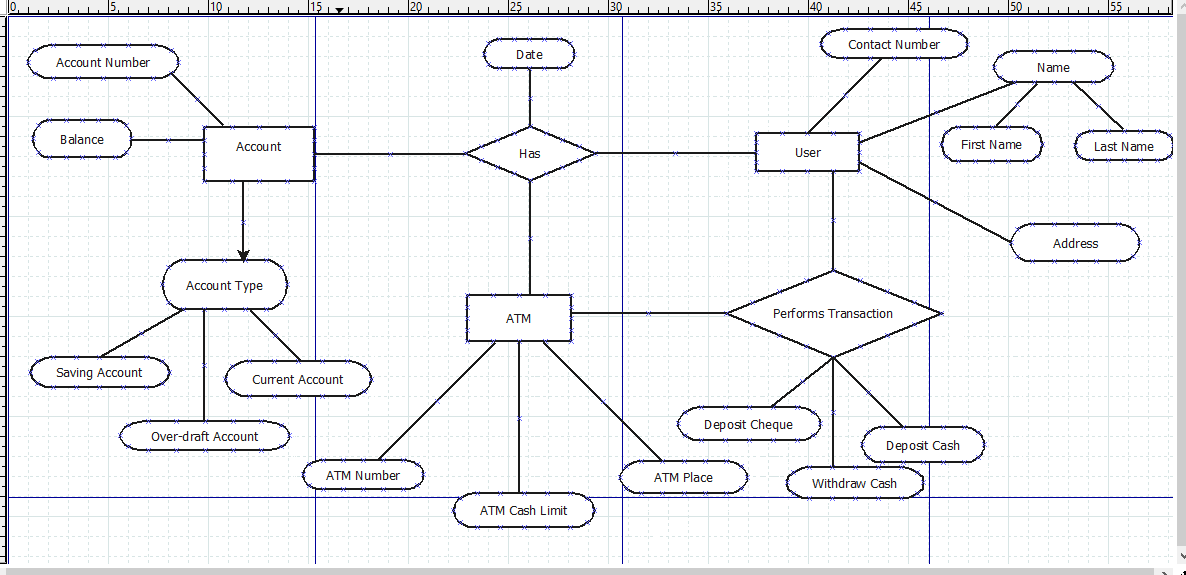 0 5 10 15 20 25 30 35 40 45 50 55
Contact Number
Date
Account Number
Name
Balance
Account
Has
User
First Name
Last Name
Address
Account Type
ATM
Performs Transaction
Saving Account
Current Account
Deposit Cheque
Over-draft Account
Deposit Cash
ATM Number
ATM Place
Withdraw Cash
ATM Cash Limit